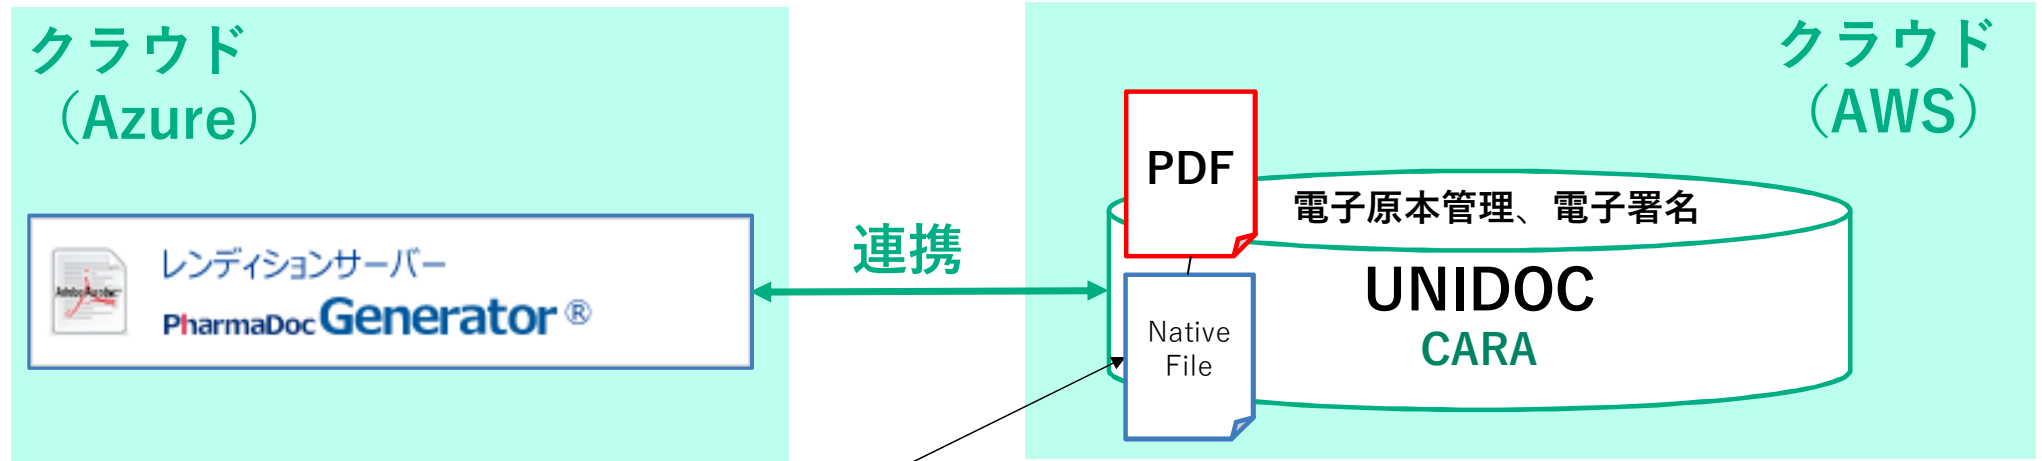 クラウド
（Azure）
レンディションサーバー
PharmaDoc Generator ®
連携
クラウド
（AWS）
PDF
電子原本管理、電子署名
UNIDOC
CARA
Native
File